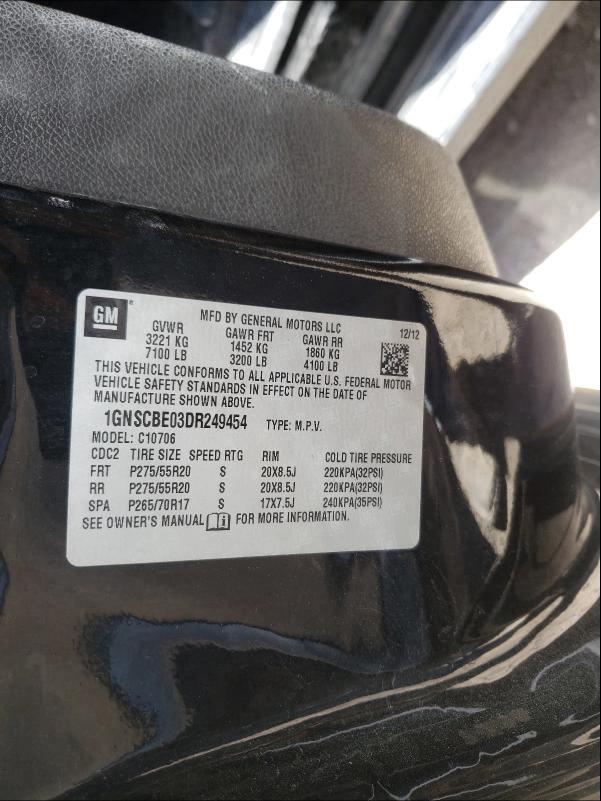 GM®
MFD BY GENERAL MOTORS LLC
12/12
GVWR GAWR FRT GAWR RR
3221 KG 1452 KG 1860 KG
7100 LB 3200 LB 4100 LB
THIS VEHICLE CONFORMS TO ALL APPLICABLE U.S. FEDERAL MOTOR
VEHICLE SAFETY STANDARDS IN EFFECT ON THE DATE OF
MANUFACTURE SHOWN ABOVE.
1GNSCBE03DR249454 TYPE: M.P.V.
MODEL: C10706
CDC2 TIRE SIZE SPEED RTG RIM COLD TIRE PRESSURE
FRT P275/55R20 S 20X8.5J 220KPA(32PSI)
RR P275/55R20 S 20X8.5J 220KPA(32PSI)
SPA P265/70R17 S 17X7.5J 240KPA(35PSI)
SEE OWNER'S MANUAL FOR MORE INFORMATION.